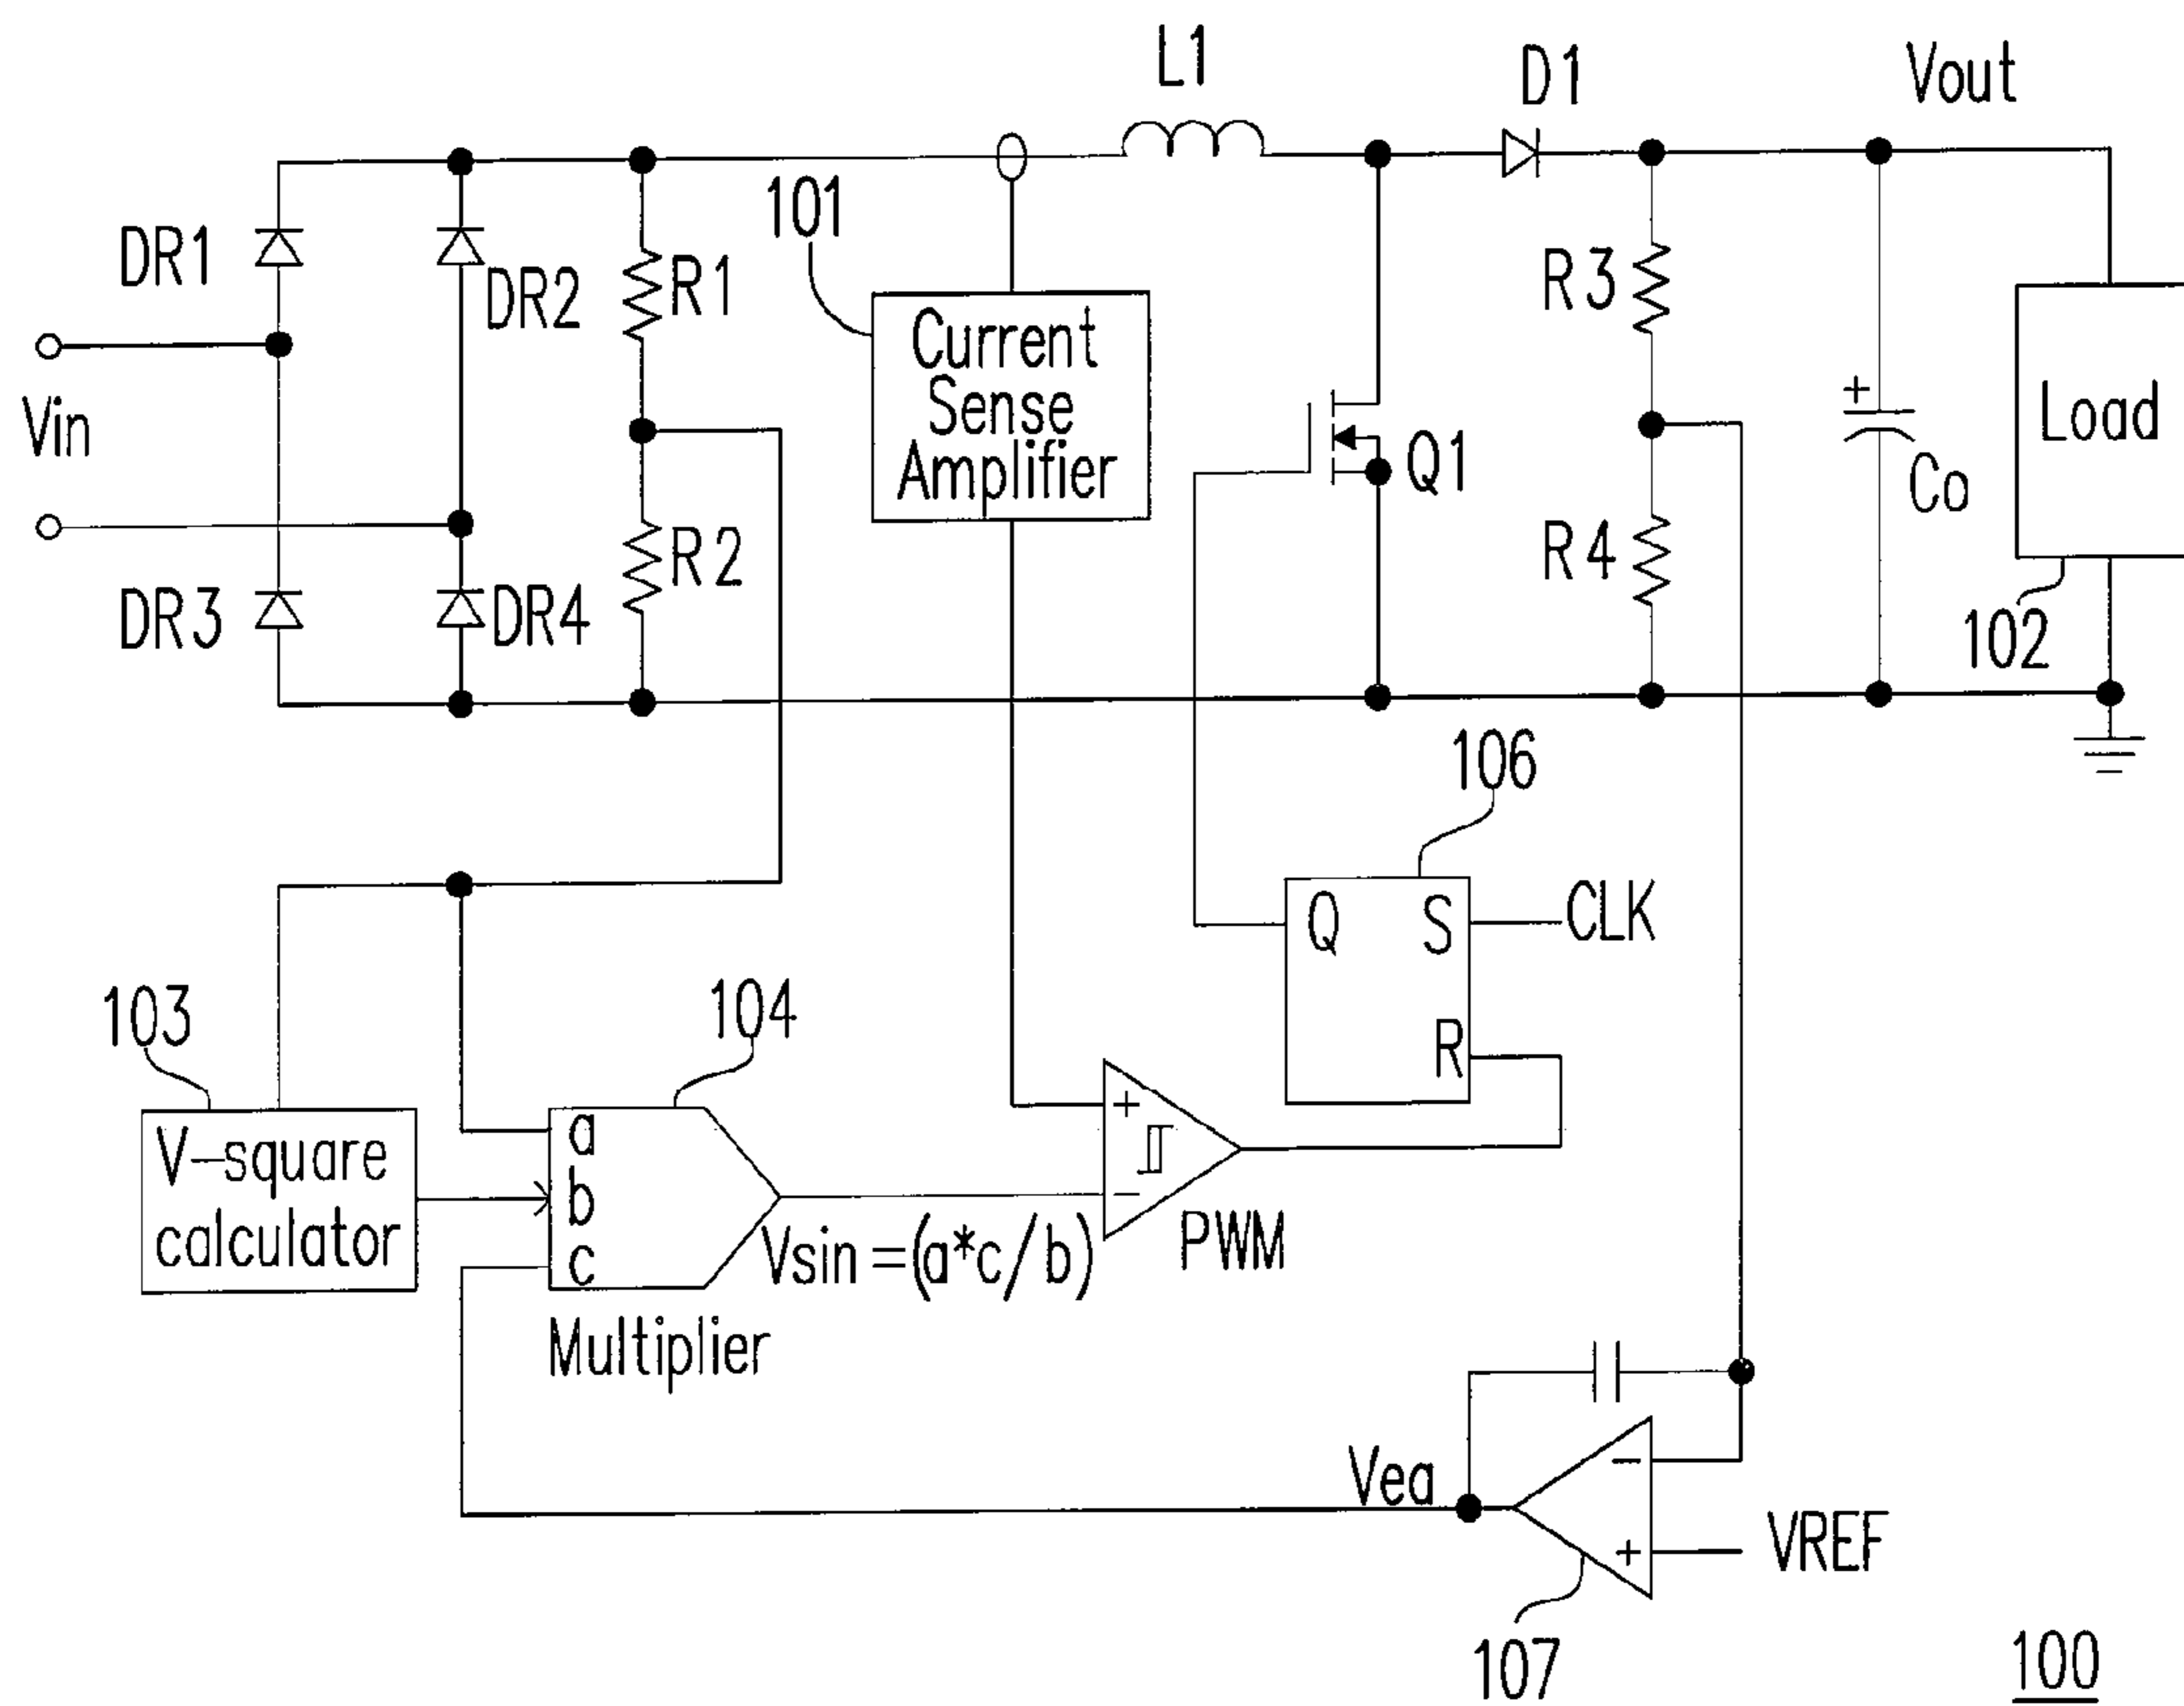 L1
D1
Vout
101
DR1
DR2
R1
Current
Sense
Amplifier
R3
+
Load
Vin
Q1
Co
R2
R4
DR3
DR4
102
106
Q
S
CLK
R
103
104
V-square
calculator
a
b
c
+
−
Vsin=(a*c/b)
PWM
Multiplier
Vea
−
+
VREF
107
100